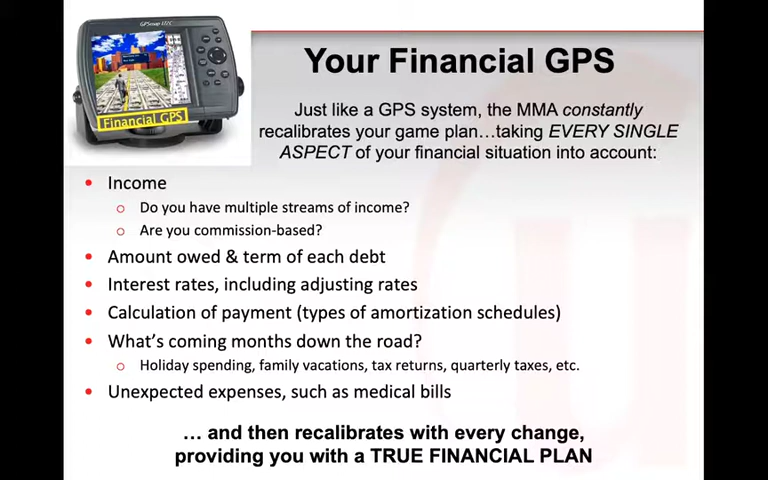 GPSmap
Financial GPS
Your Financial GPS
Just like a GPS system, the MMA constantly
recalibrates your game plan…taking EVERY SINGLE
ASPECT of your financial situation into account:
• Income
o Do you have multiple streams of income?
o Are you commission-based?
• Amount owed & term of each debt
• Interest rates, including adjusting rates
• Calculation of payment (types of amortization schedules)
• What’s coming months down the road?
o Holiday spending, family vacations, tax returns, quarterly taxes, etc.
• Unexpected expenses, such as medical bills
… and then recalibrates with every change,
providing you with a TRUE FINANCIAL PLAN